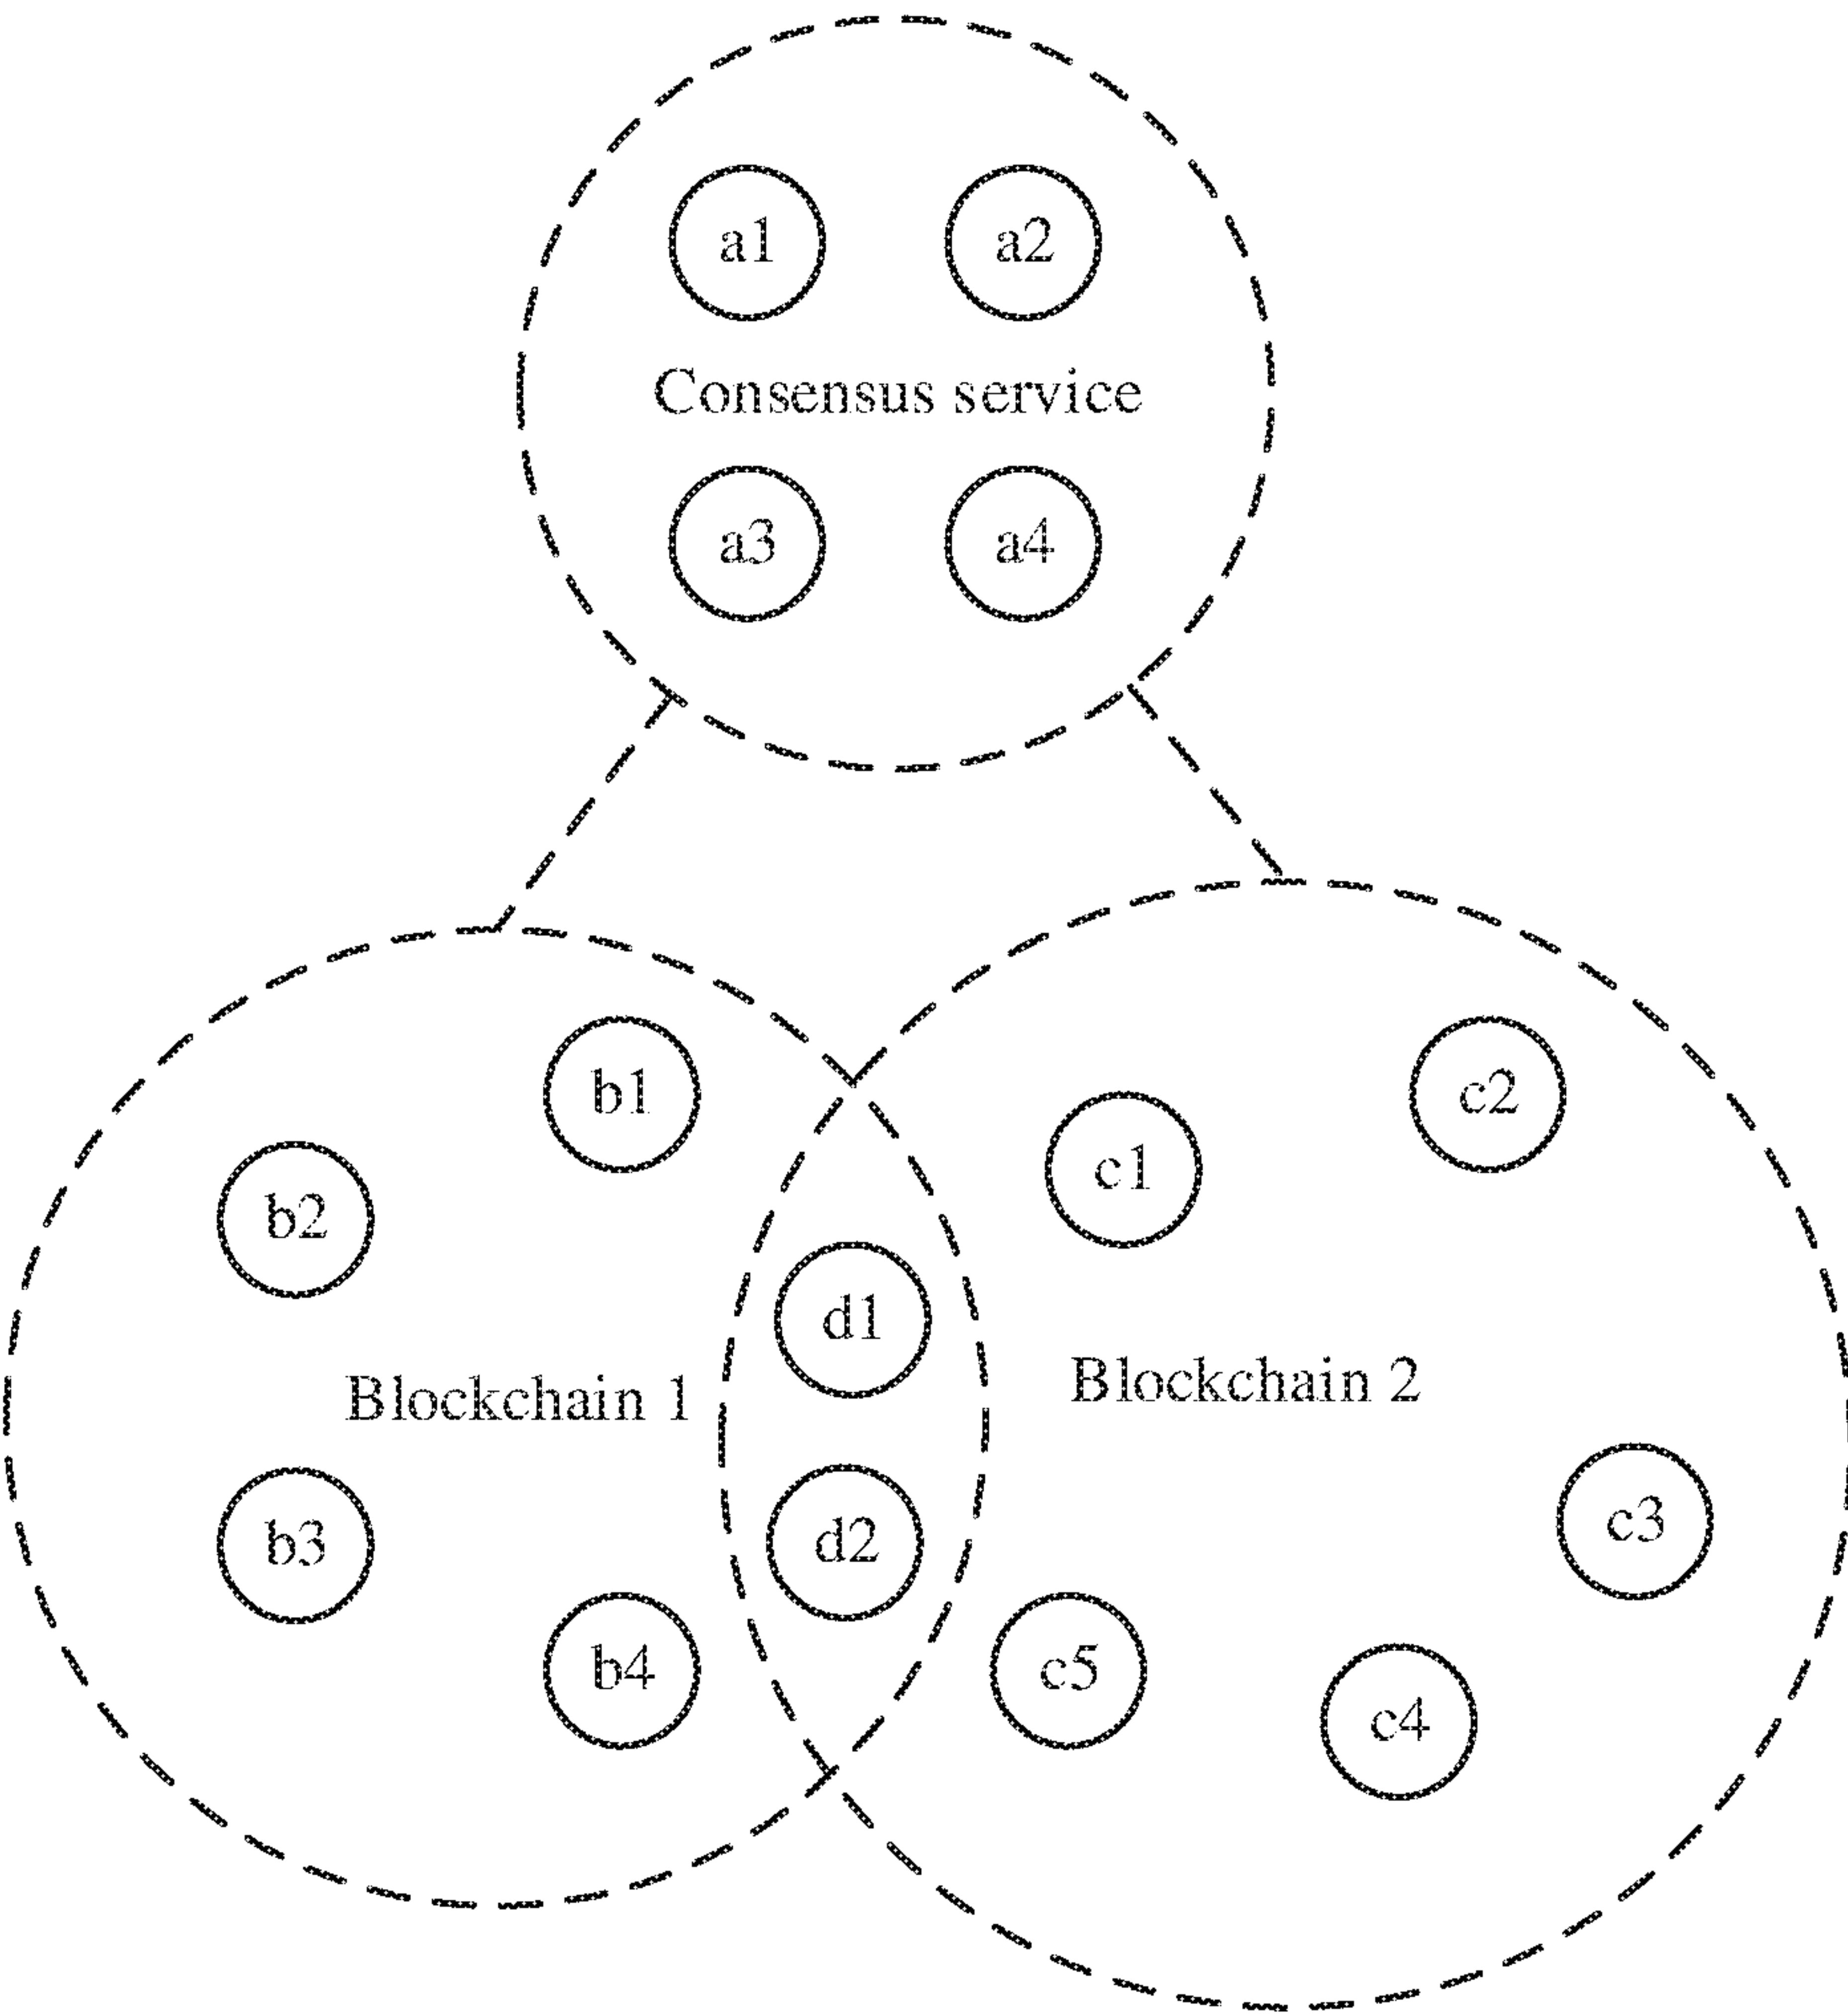 a1
a2
Consensus service
a3
a4
b1
c2
c1
b2
d1
Blockchain 1
Blockchain 2
b3
d2
c3
b4
c5
c4